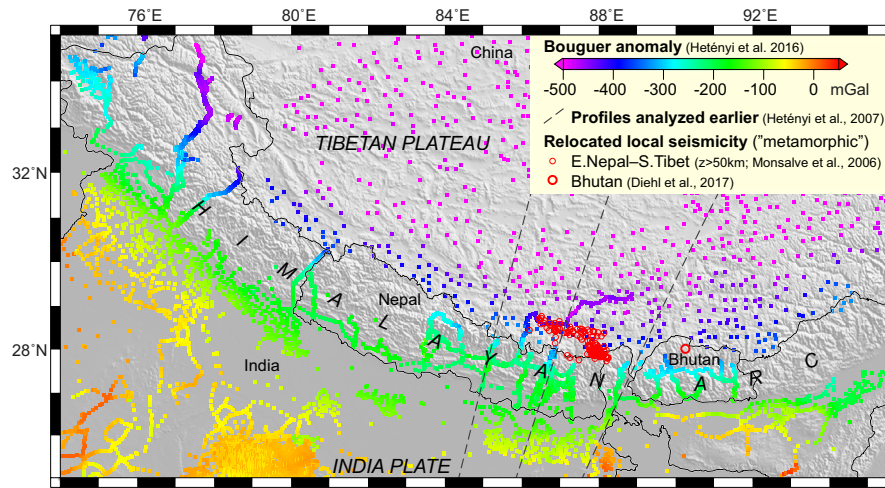 76°E 80°E 84°E 88°E 92°E
China
Bouguer anomaly (Hetényi et al. 2016)
-500 -400 -300 -200 -100 0 mGal
Profiles analyzed earlier (Hetényi et al., 2007)
Relocated local seismicity ("metamorphic")
E.Nepal–S.Tibet (z>50km; Monsalve et al., 2006)
Bhutan (Diehl et al., 2017)
TIBETAN PLATEAU
32°N
HIMALAYAN ARC
Nepal
28°N
Bhutan
India
INDIA PLATE